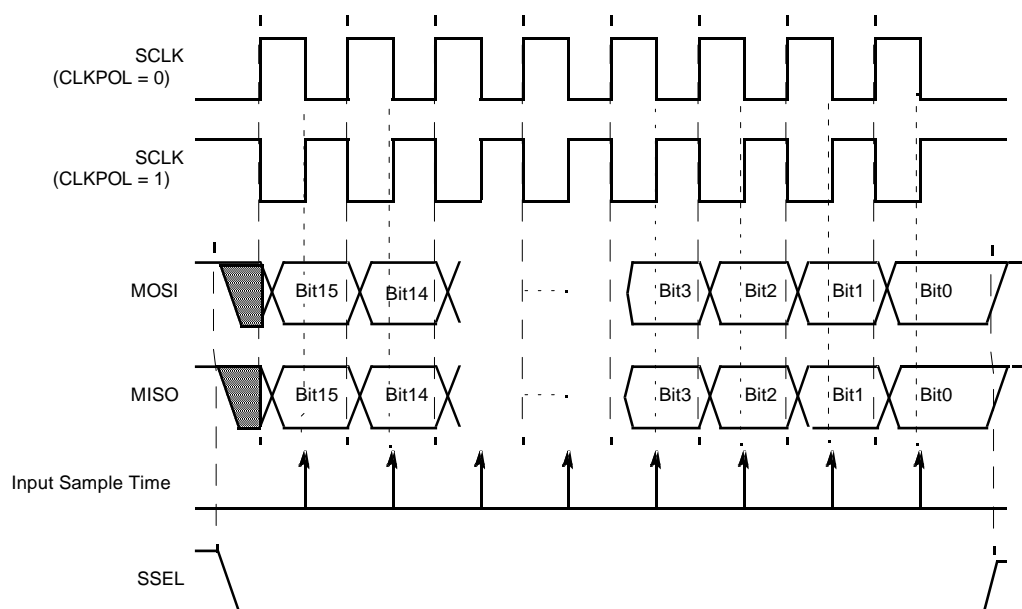 SCLK
(CLKPOL = 0)
SCLK
(CLKPOL = 1)
MOSI
Bit15
Bit14
Bit3
Bit2
Bit1
Bit0
MISO
Bit15
Bit14
Bit3
Bit2
Bit1
Bit0
Input Sample Time
SSEL